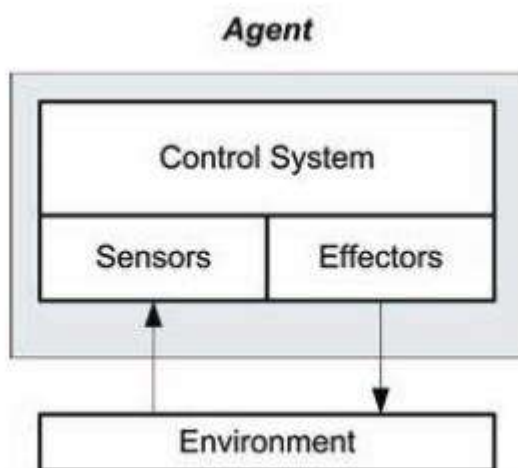 Agent
Control System
Sensors Effectors
Environment